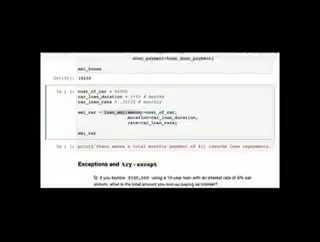 down_payment=home_down_payment)
emi_house
10230
In [ ]: cost_of_car =
car_loan_duration = 1*12 # months
car_loan_rate = .12/12 # monthly
emi_car = loan_emi(amount=cost_of_car,
duration=car_loan_duration,
rate=car_loan_rate)
emi_car
In [ ]: print("Shaun makes a total monthly payment of ${} towards loan repayments.
Exceptions and try-except
Q: If you borrow $100,000 using a 10-year loan with an interest rate of 9% per
annum, what is the total amount you end up paying as interest?